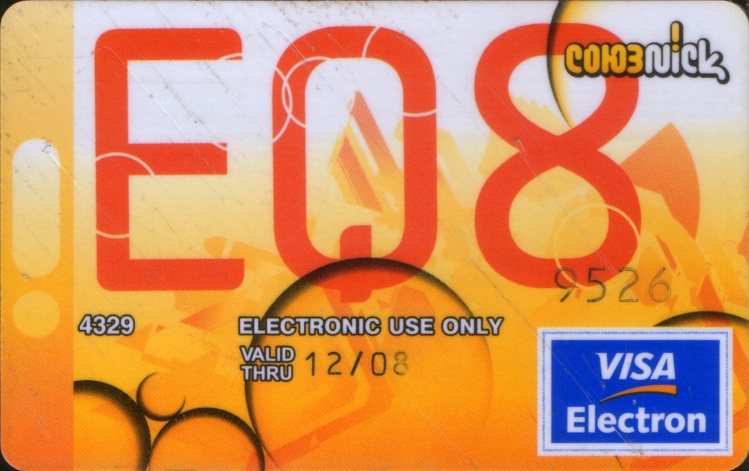 EQ8
СОЮЗNick
9526
4329
ELECTRONIC USE ONLY
VALID THRU 12/08
VISA
Electron